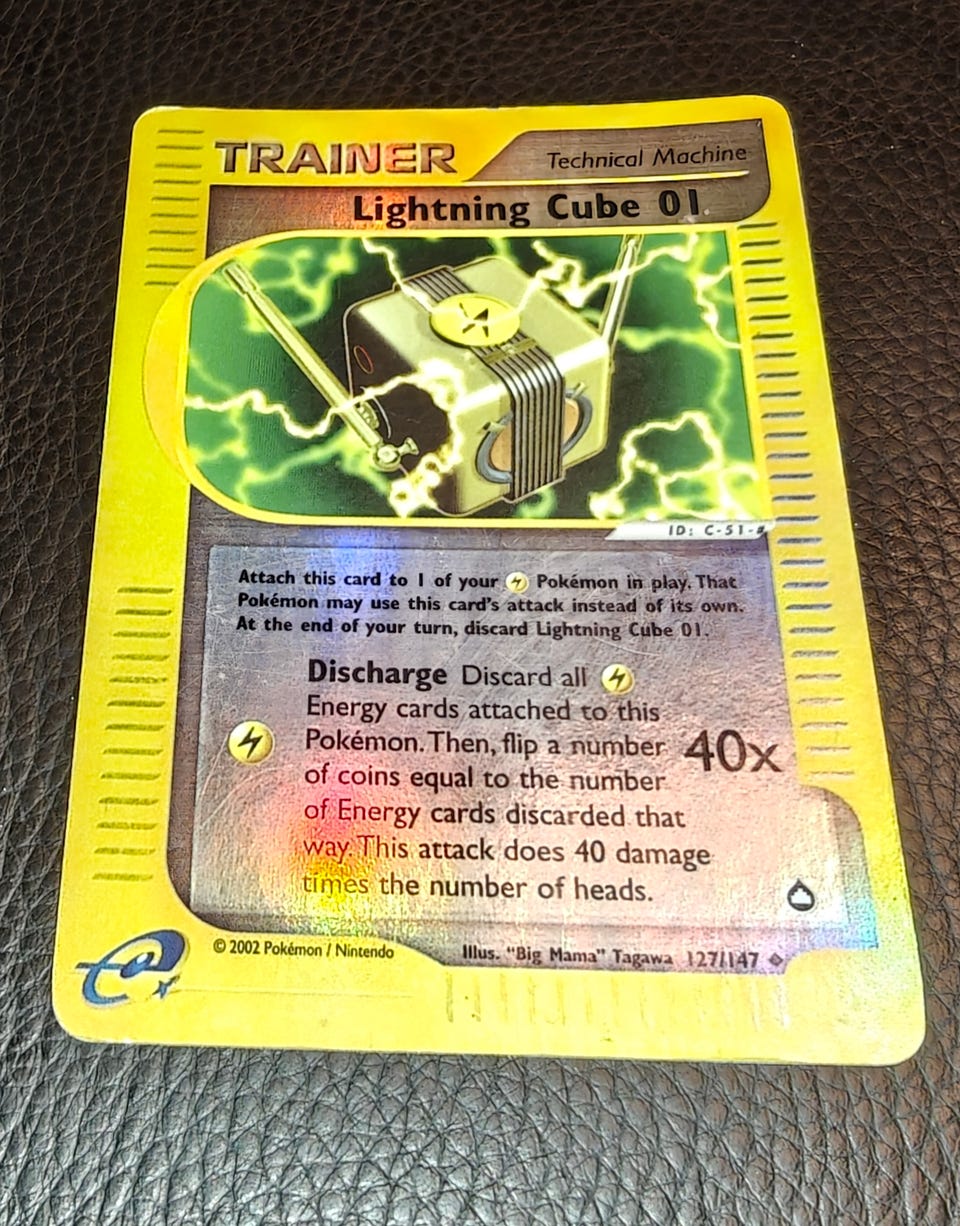 TRAINER
Technical Machine
Lightning Cube 01
ID: C-51-#
Attach this card to 1 of your Pokémon in play. That
Pokémon may use this card's attack instead of its own.
At the end of your turn, discard Lightning Cube 01.
Discharge Discard all
Energy cards attached to this
Pokémon. Then, flip a number
of coins equal to the number
of Energy cards discarded that
way. This attack does 40 damage
times the number of heads.
40x
© 2002 Pokémon / Nintendo
Illus. "Big Mama" Tagawa 127/147
e